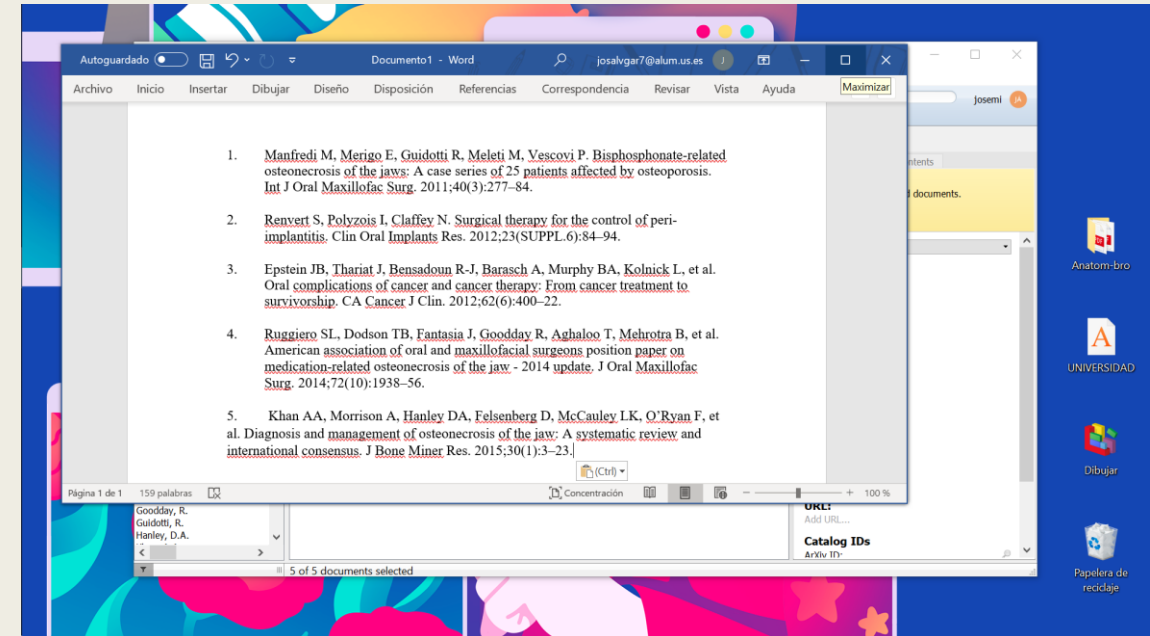 Autoguardado
Documento1 - Word
josalvgar7@alum.us.es
J
Archivo Inicio Insertar Dibujar Diseño Disposición Referencias Correspondencia Revisar Vista Ayuda
Maximizar
Josemi JA
1. Manfredi M, Merigo E, Guidotti R, Meleti M, Vescovi P. Bisphosphonate-related
osteonecrosis of the jaws: A case series of 25 patients affected by osteoporosis.
Int J Oral Maxillofac Surg. 2011;40(3):277–84.
2. Renvert S, Polyzois I, Claffey N. Surgical therapy for the control of peri-
implantitis. Clin Oral Implants Res. 2012;23(SUPPL.6):84–94.
3. Epstein JB, Thariat J, Bensadoun R-J, Barasch A, Murphy BA, Kolnick L, et al.
Oral complications of cancer and cancer therapy: From cancer treatment to
survivorship. CA Cancer J Clin. 2012;62(6):400–22.
4. Ruggiero SL, Dodson TB, Fantasia J, Goodday R, Aghaloo T, Mehrotra B, et al.
American association of oral and maxillofacial surgeons position paper on
medication-related osteonecrosis of the jaw - 2014 update. J Oral Maxillofac
Surg. 2014;72(10):1938–56.
5. Khan AA, Morrison A, Hanley DA, Felsenberg D, McCauley LK, O’Ryan F, et
al. Diagnosis and management of osteonecrosis of the jaw: A systematic review and
international consensus. J Bone Miner Res. 2015;30(1):3–23.
(Ctrl)
Página 1 de 1 159 palabras Concentración 100 %
documents.
Goodday, R.
Guidotti, R.
Hanley, D.A.
5 of 5 documents selected
URL:
Add URL...
Catalog IDs
ArXiv ID:
Anatom-bro
UNIVERSIDAD
Dibujar
Papelera de
reciclaje